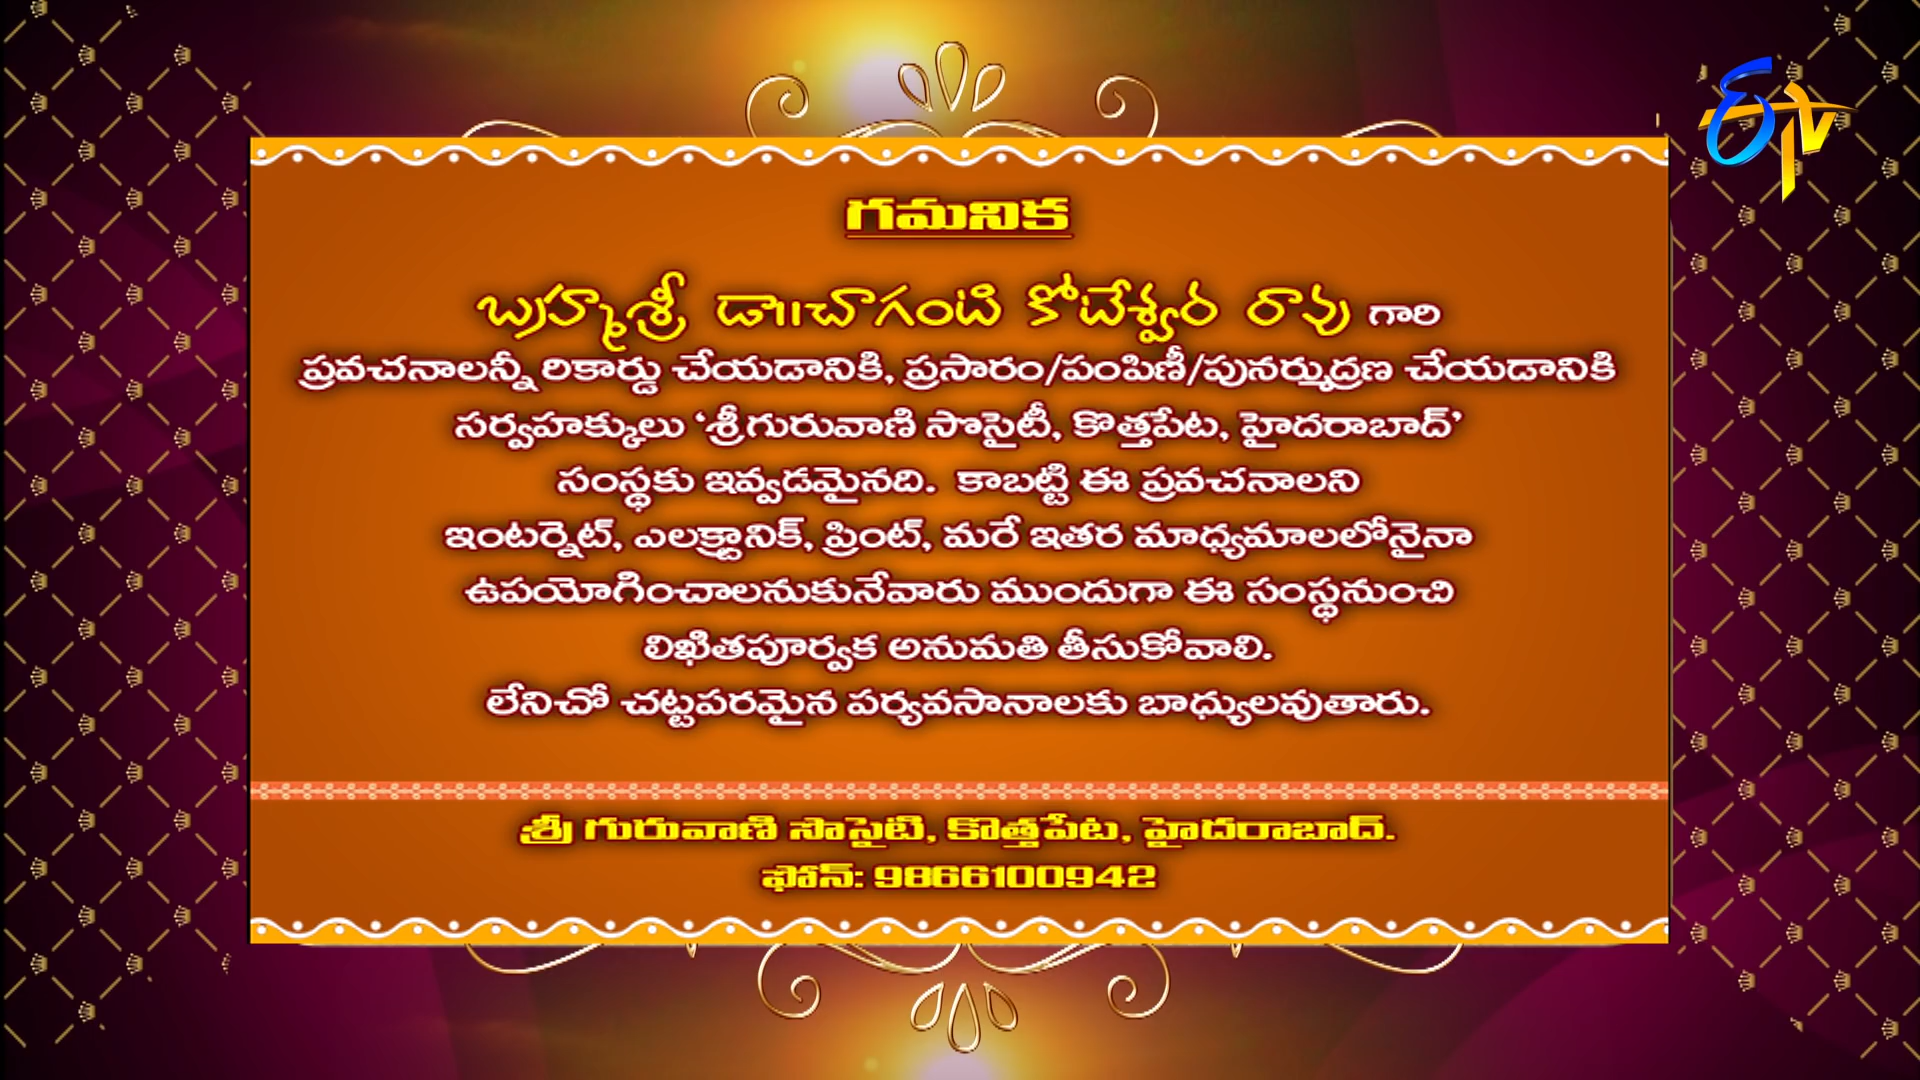 ఈTV
గమనిక
బ్రహ్మశ్రీ డా॥చాగంటి కోటేశ్వర రావు గారి
ప్రవచనాలన్నీ రికార్డు చేయడానికి, ప్రసారం/పంపిణీ/పునర్ముద్రణ చేయడానికి
సర్వహక్కులు ‘శ్రీగురువాణి సొసైటీ, కొత్తపేట, హైదరాబాద్’
సంస్థకు ఇవ్వడమైనది. కాబట్టి ఈ ప్రవచనాలని
ఇంటర్నెట్, ఎలక్ట్రానిక్, ప్రింట్, మరే ఇతర మాధ్యమాలలోనైనా
ఉపయోగించాలనుకునేవారు ముందుగా ఈ సంస్థనుంచి
లిఖితపూర్వక అనుమతి తీసుకోవాలి.
లేనిచో చట్టపరమైన పర్యవసానాలకు బాధ్యులవుతారు.
శ్రీ గురువాణి సొసైటి, కొత్తపేట, హైదరాబాద్.
ఫోన్: 9866100942